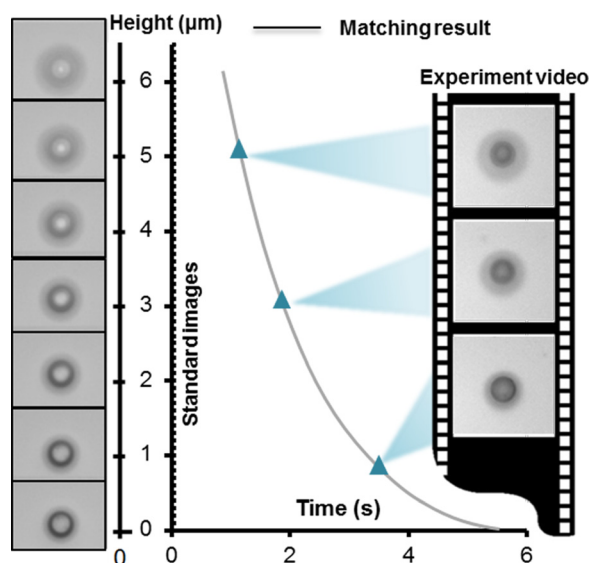 Height (μm)
Matching result
Experiment video
6
5
4
3
2
1
0
Standard images
Time (s)
0
0
2
4
6